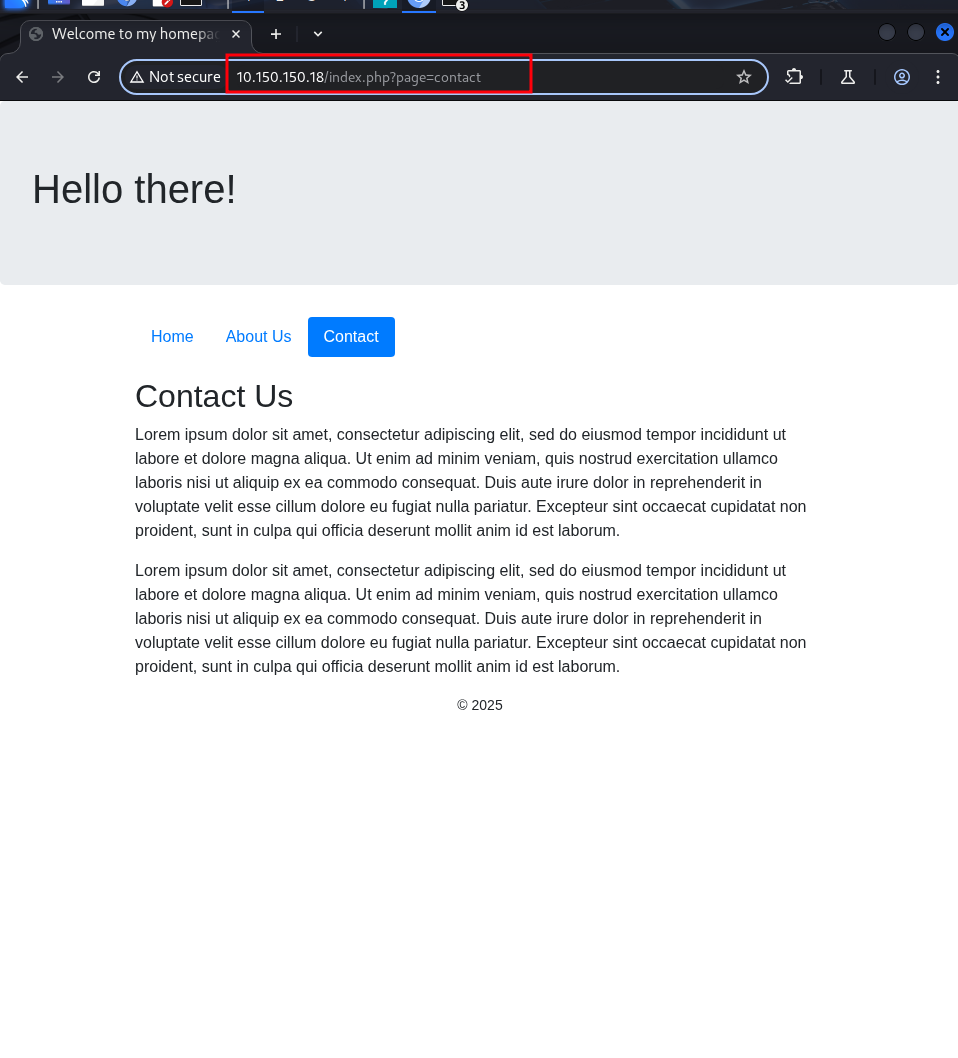 3
Welcome to my homepag
Not secure 10.150.150.18/index.php?page=contact
Hello there!
Home About Us Contact
Contact Us
Lorem ipsum dolor sit amet, consectetur adipiscing elit, sed do eiusmod tempor incididunt ut
labore et dolore magna aliqua. Ut enim ad minim veniam, quis nostrud exercitation ullamco
laboris nisi ut aliquip ex ea commodo consequat. Duis aute irure dolor in reprehenderit in
voluptate velit esse cillum dolore eu fugiat nulla pariatur. Excepteur sint occaecat cupidatat non
proident, sunt in culpa qui officia deserunt mollit anim id est laborum.
Lorem ipsum dolor sit amet, consectetur adipiscing elit, sed do eiusmod tempor incididunt ut
labore et dolore magna aliqua. Ut enim ad minim veniam, quis nostrud exercitation ullamco
laboris nisi ut aliquip ex ea commodo consequat. Duis aute irure dolor in reprehenderit in
voluptate velit esse cillum dolore eu fugiat nulla pariatur. Excepteur sint occaecat cupidatat non
proident, sunt in culpa qui officia deserunt mollit anim id est laborum.
© 2025